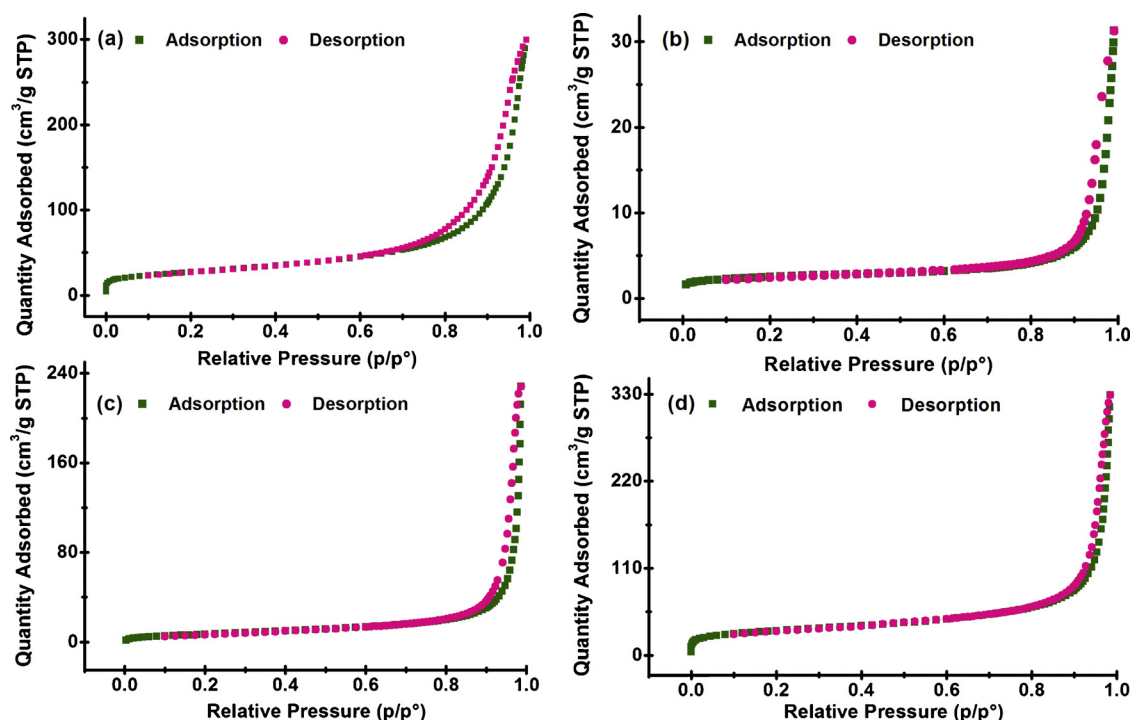 (a) Adsorption Desorption
300
200
100
0
Quantity Adsorbed (cm³/g STP)
0.0 0.2 0.4 0.6 0.8 1.0
Relative Pressure (p/p°)
(b) Adsorption Desorption
30
20
10
0
Quantity Adsorbed (cm³/g STP)
0.0 0.2 0.4 0.6 0.8 1.0
Relative Pressure (p/p°)
(c) Adsorption Desorption
240
160
80
0
Quantity Adsorbed (cm³/g STP)
0.0 0.2 0.4 0.6 0.8 1.0
Relative Pressure (p/p°)
(d) Adsorption Desorption
330
220
110
0
Quantity Adsorbed (cm³/g STP)
0.0 0.2 0.4 0.6 0.8 1.0
Relative Pressure (p/p°)